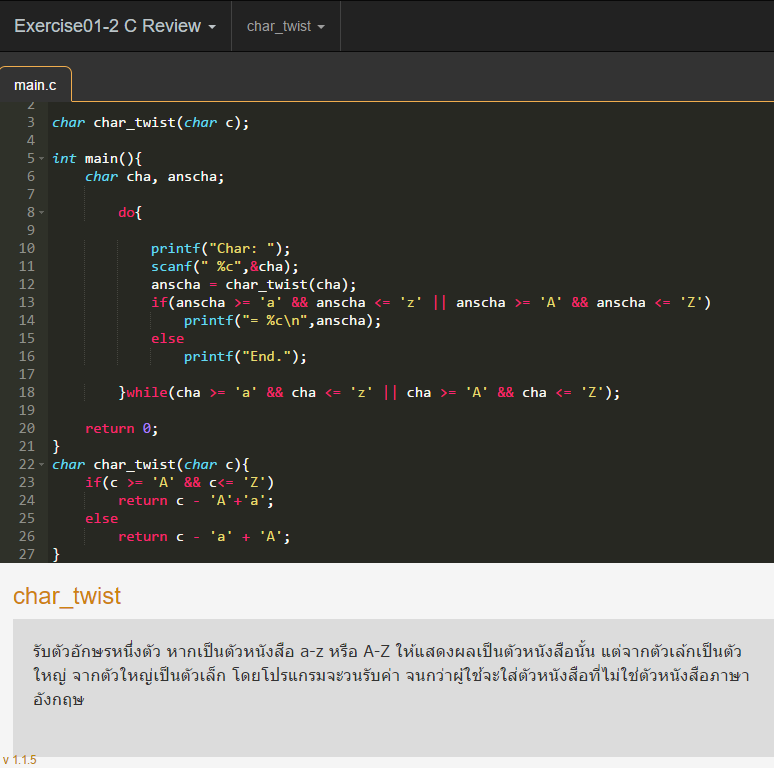 Exercise01-2 C Review
char_twist
main.c
2
3 char char_twist(char c);
4
5 int main(){
6 char cha, anscha;
7
8 do{
9
10 printf("Char: ");
11 scanf(" %c",&cha);
12 anscha = char_twist(cha);
13 if(anscha >= 'a' && anscha <= 'z' || anscha >= 'A' && anscha <= 'Z')
14 printf("= %c\n",anscha);
15 else
16 printf("End.");
17
18 }while(cha >= 'a' && cha <= 'z' || cha >= 'A' && cha <= 'Z');
19
20 return 0;
21 }
22 char char_twist(char c){
23 if(c >= 'A' && c<= 'Z')
24 return c - 'A'+'a';
25 else
26 return c - 'a' + 'A';
27 }
char_twist
รับตัวอักษรหนึ่งตัว หากเป็นตัวหนังสือ a-z หรือ A-Z ให้แสดงผลเป็นตัวหนังสือนั้น แต่จากตัวเล้กเป็นตัว
ใหญ่ จากตัวใหญ่เป็นตัวเล็ก โดยโปรแกรมจะวนรับค่า จนกว่าผู้ใช้จะใส่ตัวหนังสือที่ไม่ใช่ตัวหนังสือภาษา
อังกฤษ
v 1.1.5